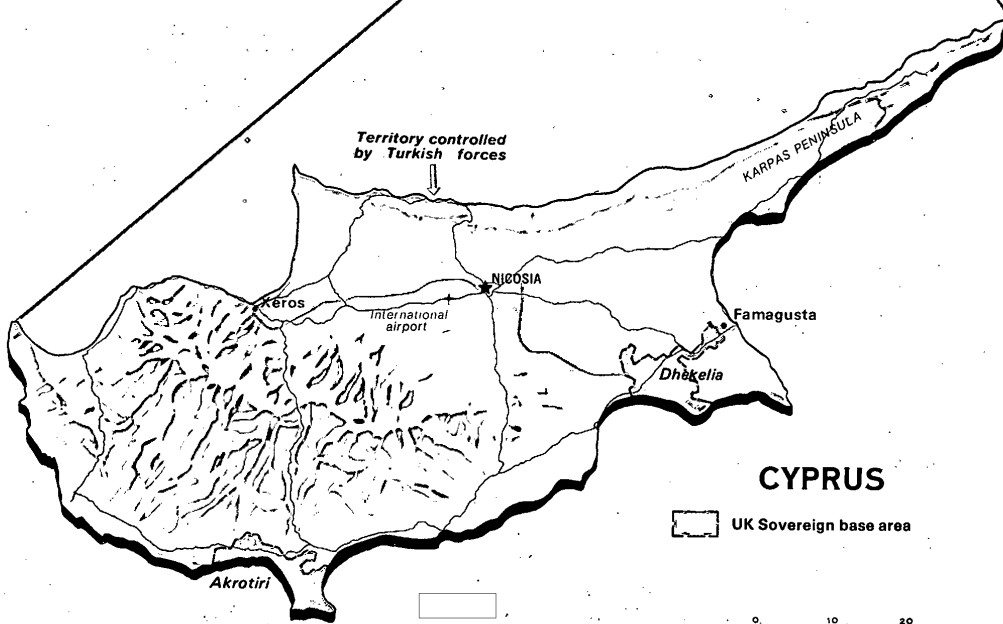 Territory controlled
by Turkish forces
KARPAS PENINSULA
NICOSIA
Xeros
International
airport
Famagusta
Dhekelia
CYPRUS
UK Sovereign base area
Akrotiri
0 10 20